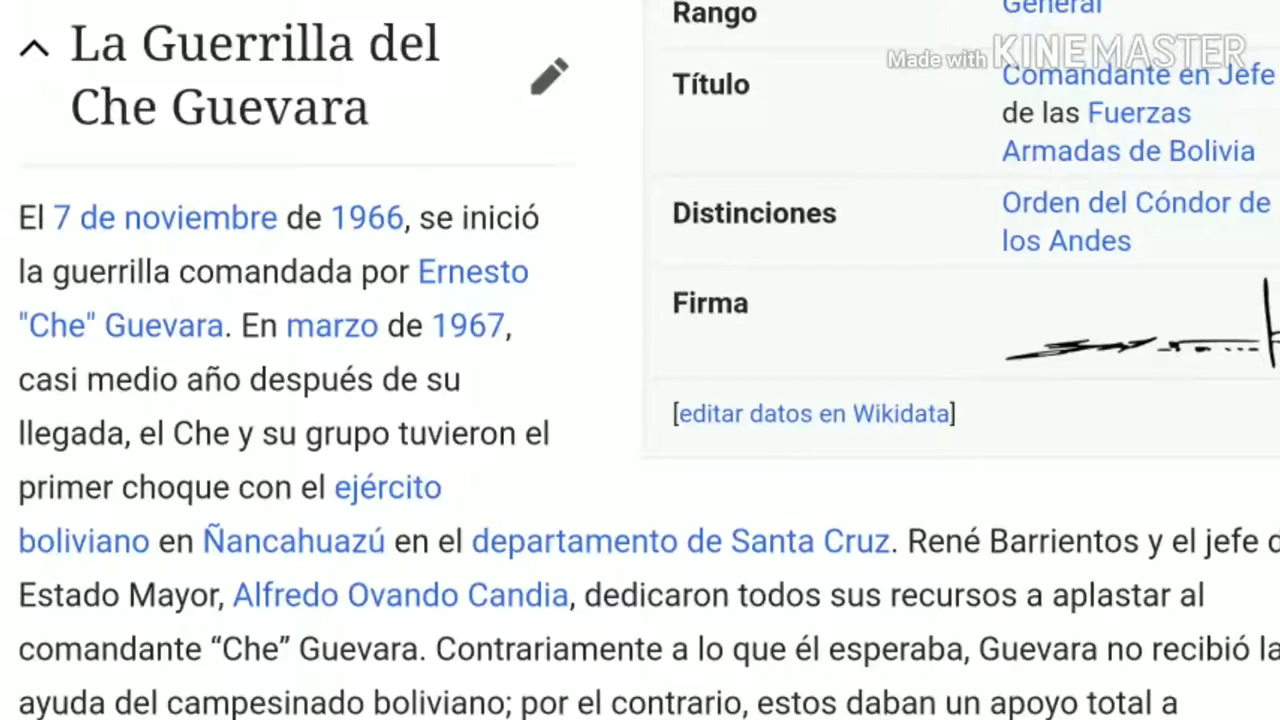 La Guerrilla del
Che Guevara
El 7 de noviembre de 1966, se inició
la guerrilla comandada por Ernesto
"Che" Guevara. En marzo de 1967,
casi medio año después de su
llegada, el Che y su grupo tuvieron el
primer choque con el ejército
boliviano en Ñancahuazú en el departamento de Santa Cruz. René Barrientos y el jefe
Estado Mayor, Alfredo Ovando Candia, dedicaron todos sus recursos a aplastar al
comandante “Che” Guevara. Contrariamente a lo que él esperaba, Guevara no recibió la
ayuda del campesinado boliviano; por el contrario, estos daban un apoyo total a
Rango
General
Made with KINEMASTER
Título
Comandante en Jefe
de las Fuerzas
Armadas de Bolivia
Distinciones
Orden del Cóndor de
los Andes
Firma
[editar datos en Wikidata]